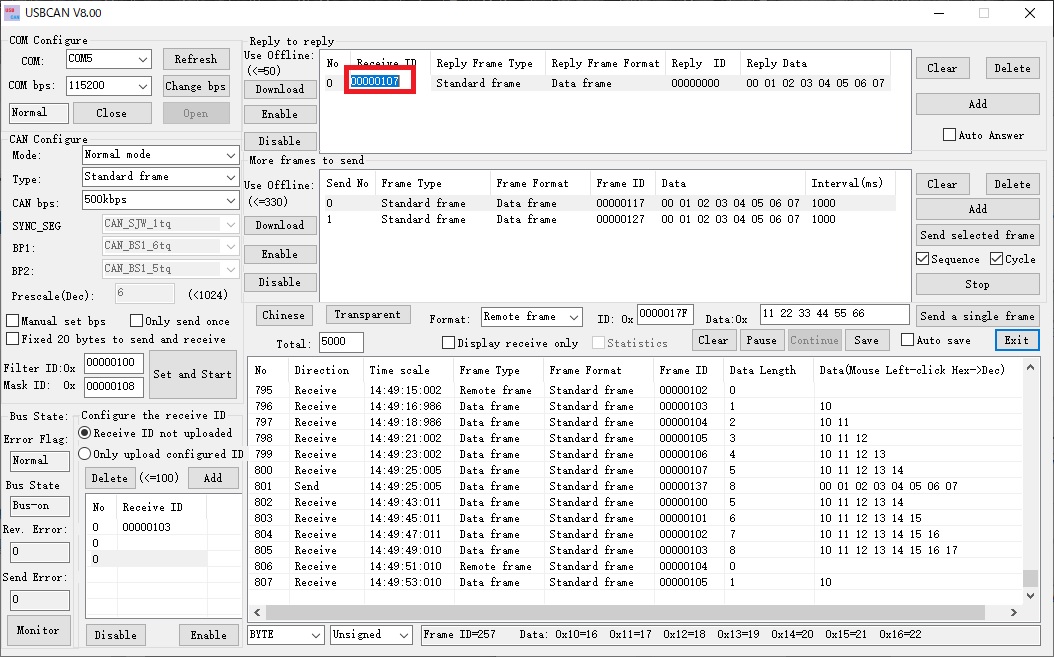 USBCAN V8.00
COM Configure
COM: COM5 Refresh
COM bps: 115200 Change bps
Normal Close Open
CAN Configure
Mode: Normal mode
Type: Standard frame
CAN bps: 500kbps
SYNC_SEG CAN_SJW_1tq
BP1: CAN_BS1_6tq
BP2: CAN_BS1_5tq
Prescale(Dec): 6 (<1024)
Manual set bps Only send once
Fixed 20 bytes to send and receive
Filter ID:0x 00000100
Mask ID: 0x 00000108
Set and Start
Bus State:
Error Flag:
Normal
Bus State
Bus-on
Rev. Error:
0
Send Error:
0
Monitor
Configure the receive ID
Receive ID not uploaded
Only upload configured ID
Delete (<=100) Add
No Receive ID
0 00000103
0
0
Disable Enable
Reply to reply
Use Offline:
(<=50)
Download
Enable
Disable
No Receive ID Reply Frame Type Reply Frame Format Reply ID Reply Data
0 00000107 Standard frame Data frame 00000000 00 01 02 03 04 05 06 07
Clear Delete
Add
Auto Answer
More frames to send
Use Offline:
(<=330)
Download
Enable
Disable
Send No Frame Type Frame Format Frame ID Data Interval(ms)
0 Standard frame Data frame 00000117 00 01 02 03 04 05 06 07 1000
1 Standard frame Data frame 00000127 00 01 02 03 04 05 06 07 1000
Clear Delete
Add
Send selected frame
Sequence Cycle
Stop
Chinese Transparent Format: Remote frame ID: 0x 0000017F Data:0x 11 22 33 44 55 66 Send a single frame
Total: 5000 Display receive only Statistics Clear Pause Continue Save Auto save Exit
No Direction Time scale Frame Type Frame Format Frame ID Data Length Data(Mouse Left-click Hex->Dec)
795 Receive 14:49:15:002 Remote frame Standard frame 00000102 0
796 Receive 14:49:16:986 Data frame Standard frame 00000103 1 10
797 Receive 14:49:18:986 Data frame Standard frame 00000104 2 10 11
798 Receive 14:49:21:002 Data frame Standard frame 00000105 3 10 11 12
799 Receive 14:49:23:002 Data frame Standard frame 00000106 4 10 11 12 13
800 Receive 14:49:25:005 Data frame Standard frame 00000107 5 10 11 12 13 14
801 Send 14:49:25:005 Data frame Standard frame 00000137 8 00 01 02 03 04 05 06 07
802 Receive 14:49:43:011 Data frame Standard frame 00000100 5 10 11 12 13 14
803 Receive 14:49:45:011 Data frame Standard frame 00000101 6 10 11 12 13 14 15
804 Receive 14:49:47:011 Data frame Standard frame 00000102 7 10 11 12 13 14 15 16
805 Receive 14:49:49:010 Data frame Standard frame 00000103 8 10 11 12 13 14 15 16 17
806 Receive 14:49:51:010 Remote frame Standard frame 00000104 0
807 Receive 14:49:53:010 Data frame Standard frame 00000105 1 10
BYTE Unsigned Frame ID=257 Data: 0x10=16 0x11=17 0x12=18 0x13=19 0x14=20 0x15=21 0x16=22